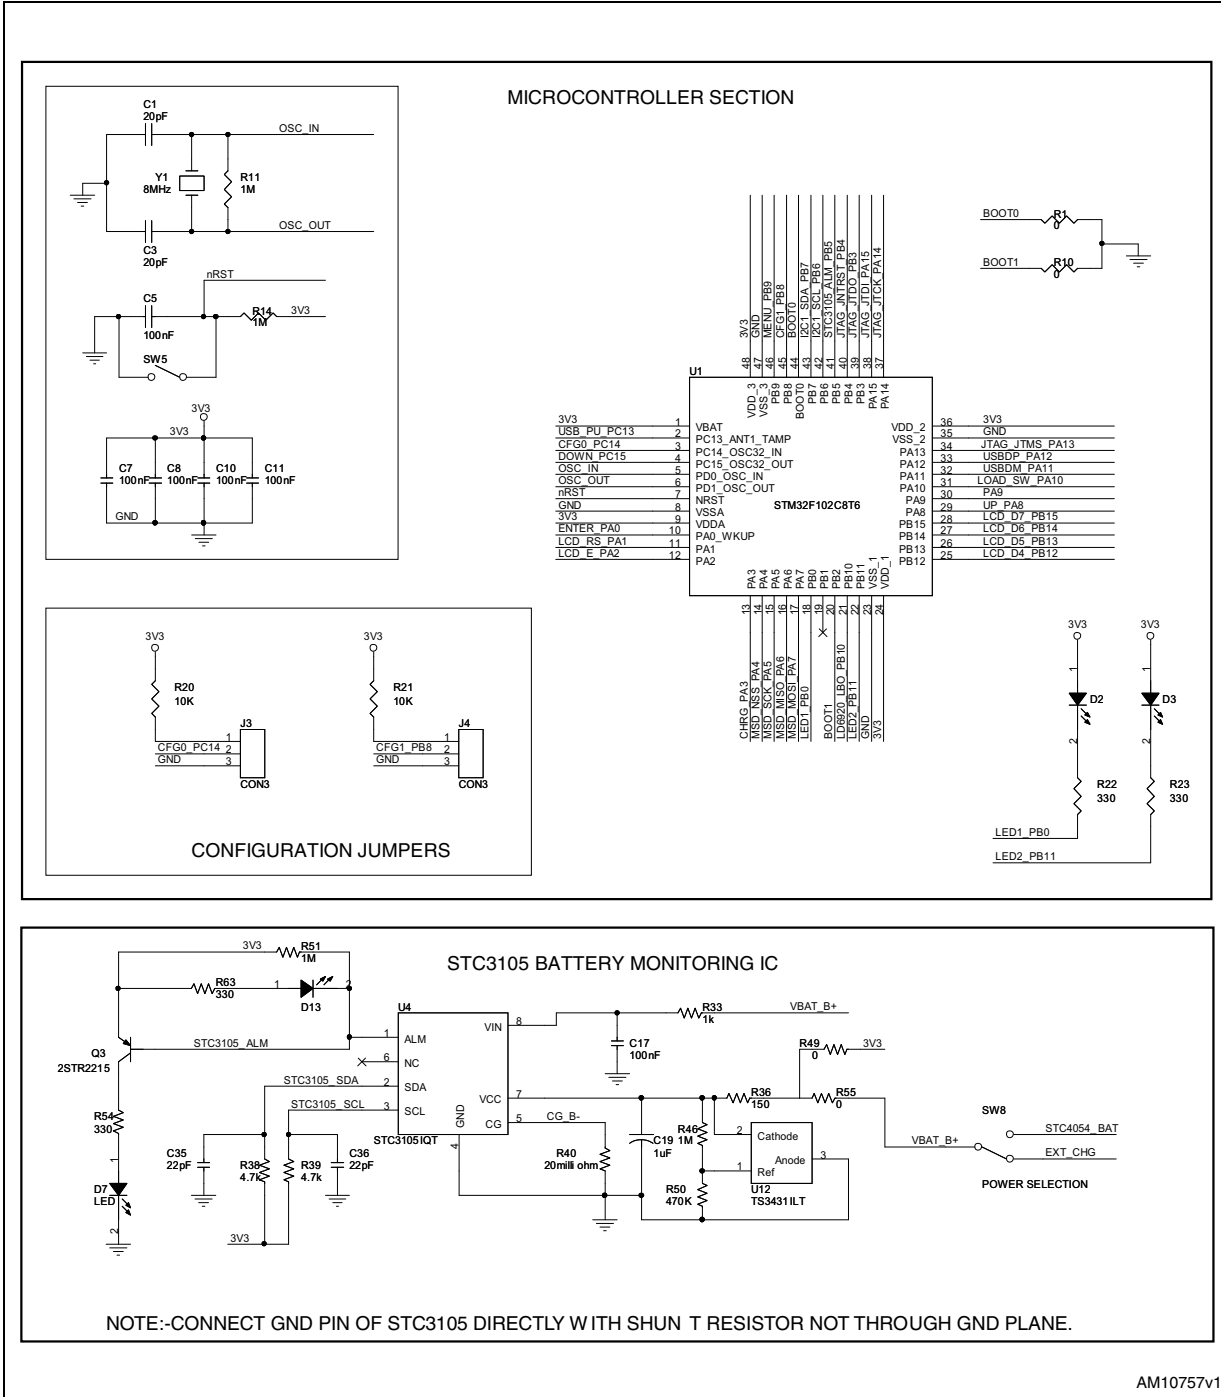 MICROCONTROLLER SECTION
C1
20pF
OSC_IN
Y1
8MHz
R11
1M
OSC_OUT
C3
20pF
nRST
C5
100nF
R14
1M
3V3
SW5
3V3
3V3
C7
100nF
C8
100nF
C10
100nF
C11
100nF
GND
BOOT0
R1
0
BOOT1
R10
0
3V3
GND
MENU_PB9
CFG1_PB8
BOOT0
I2C1_SDA_PB7
I2C1_SCL_PB6
STC3105_ALM_PB5
JTAG_JNTRST_PB4
JTAG_JTDO_PB3
JTAG_JTDI_PA15
JTAG_JTCK_PA14
48
47
46
45
44
43
42
41
40
39
38
37
U1
VDD_3
VSS_3
PB9
PB8
BOOT0
PB7
PB6
PB5
PB4
PB3
PA15
PA14
3V3 1 VBAT
USB_PU_PC13 2 PC13_ANT1_TAMP
CFG0_PC14 3 PC14_OSC32_IN
DOWN_PC15 4 PC15_OSC32_OUT
OSC_IN 5 PD0_OSC_IN
OSC_OUT 6 PD1_OSC_OUT
nRST 7 NRST
GND 8 VSSA
3V3 9 VDDA
ENTER_PA0 10 PA0_WKUP
LCD_RS_PA1 11 PA1
LCD_E_PA2 12 PA2
STM32F102C8T6
VDD_2 36 3V3
VSS_2 35 GND
PA13 34 JTAG_JTMS_PA13
PA12 33 USBDP_PA12
PA11 32 USBDM_PA11
PA10 31 LOAD_SW_PA10
PA9 30 PA9
PA8 29 UP_PA8
PB15 28 LCD_D7_PB15
PB14 27 LCD_D6_PB14
PB13 26 LCD_D5_PB13
PB12 25 LCD_D4_PB12
PA3
PA4
PA5
PA6
PA7
PB0
PB1
PB2
PB10
PB11
VSS_1
VDD_1
13
14
15
16
17
18
19
20
21
22
23
24
CHRG_PA3
MSD_NSS_PA4
MSD_SCK_PA5
MSD_MISO_PA6
MSD_MOSI_PA7
LED1_PB0
BOOT1
LD6920_LBO_PB10
LED2_PB11
GND
3V3
3V3
R20
10K
J3
1
CFG0_PC14 2
GND 3
CON3
3V3
R21
10K
J4
1
CFG1_PB8 2
GND 3
CON3
CONFIGURATION JUMPERS
3V3
1
D2
2
R22
330
LED1_PB0
3V3
1
D3
2
R23
330
LED2_PB11
STC3105 BATTERY MONITORING IC
3V3
R51
1M
R63
330
1
2
D13
Q3
2STR2215
STC3105_ALM
R54
330
1
D7
LED
2
U4
1 ALM
6 NC
STC3105_SDA 2 SDA
STC3105_SCL 3 SCL
GND
4
VIN 8
VCC 7
CG 5
STC3105IQT
C35
22pF
R38
4.7k
R39
4.7k
C36
22pF
3V3
R33
1k
VBAT_B+
C17
100nF
R49
0
3V3
R36
150
R55
0
CG_B-
R40
20milli ohm
C19
1uF
R46
1M
R50
470K
2 Cathode
Anode 3
1 Ref
U12
TS3431ILT
VBAT_B+
SW8
STC4054_BAT
EXT_CHG
POWER SELECTION
NOTE:-CONNECT GND PIN OF STC3105 DIRECTLY WITH SHUN T RESISTOR NOT THROUGH GND PLANE.
AM10757v1